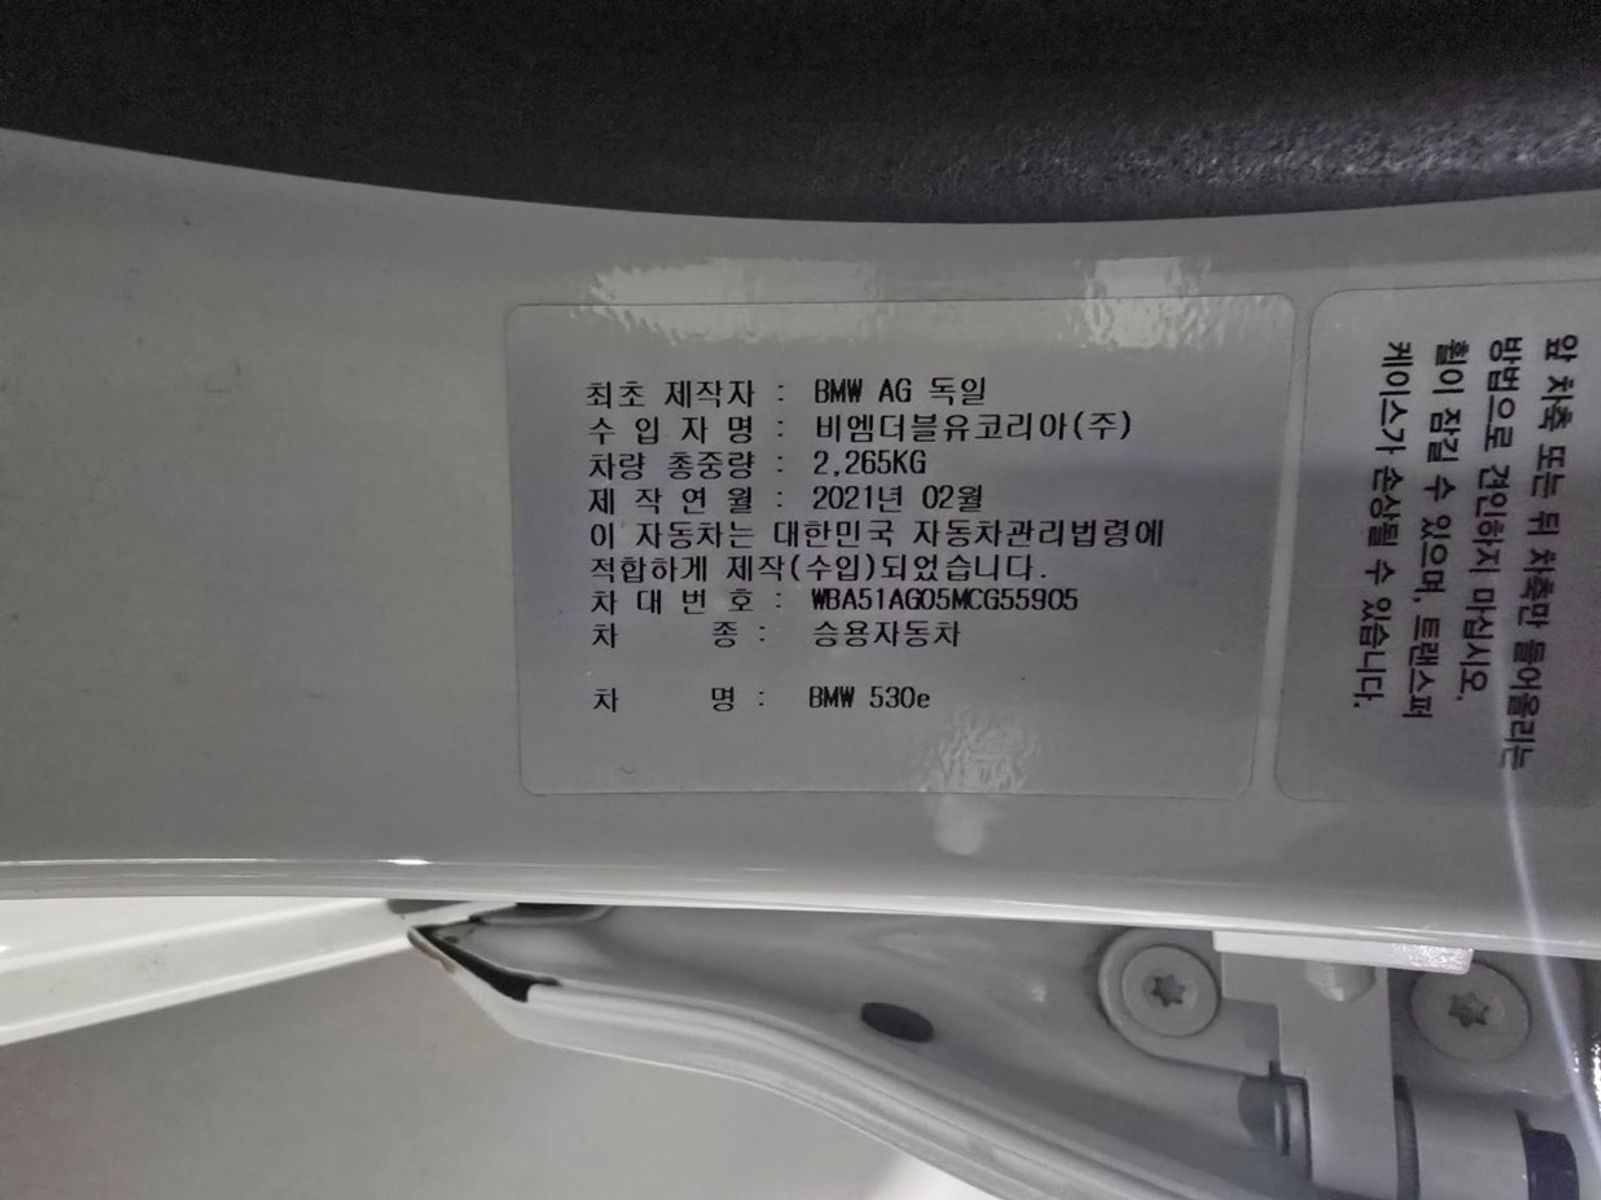 최초 제작자 : BMW AG 독일
수 입 자 명 : 비엠더블유코리아(주)
차량 총중량 : 2,265KG
제 작 연 월 : 2021년 02월
이 자동차는 대한민국 자동차관리법령에
적합하게 제작(수입)되었습니다.
차 대 번 호 : WBA51AG05MCG55905
차 종 : 승용자동차
차 명 : BMW 530e
앞 차축 또는 뒤 차축만 들어올리는
방법으로 견인하지 마십시오.
휠이 잠길 수 있으며, 트랜스퍼
케이스가 손상될 수 있습니다.